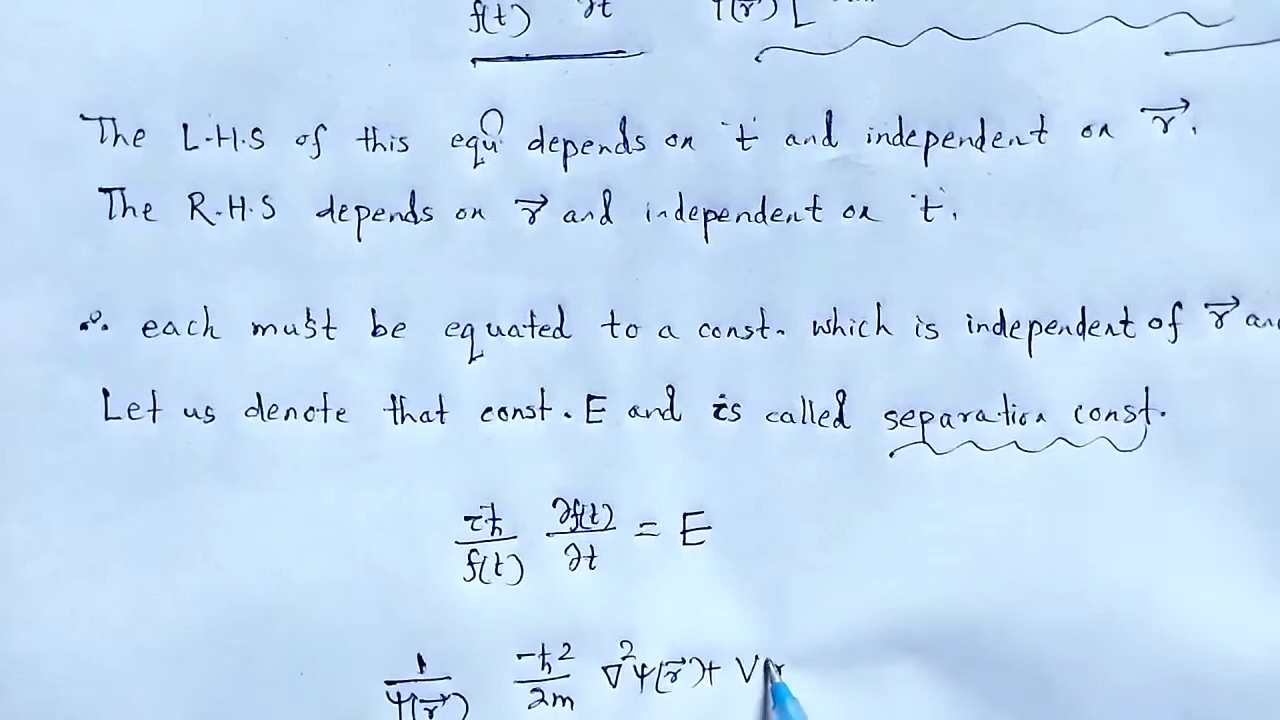 f(t) ∂t Ψ(r⃗) [
The L.H.S of this equⁿ depends on 't' and independent on r⃗.
The R.H.S depends on r⃗ and independent on 't'.
∴ each must be equated to a const. which is independent of r⃗ an
Let us denote that const. E and is called separation const.
iħ/f(t) ∂f(t)/∂t = E
1/Ψ(r⃗) -ħ²/2m ∇²Ψ(r⃗) + V